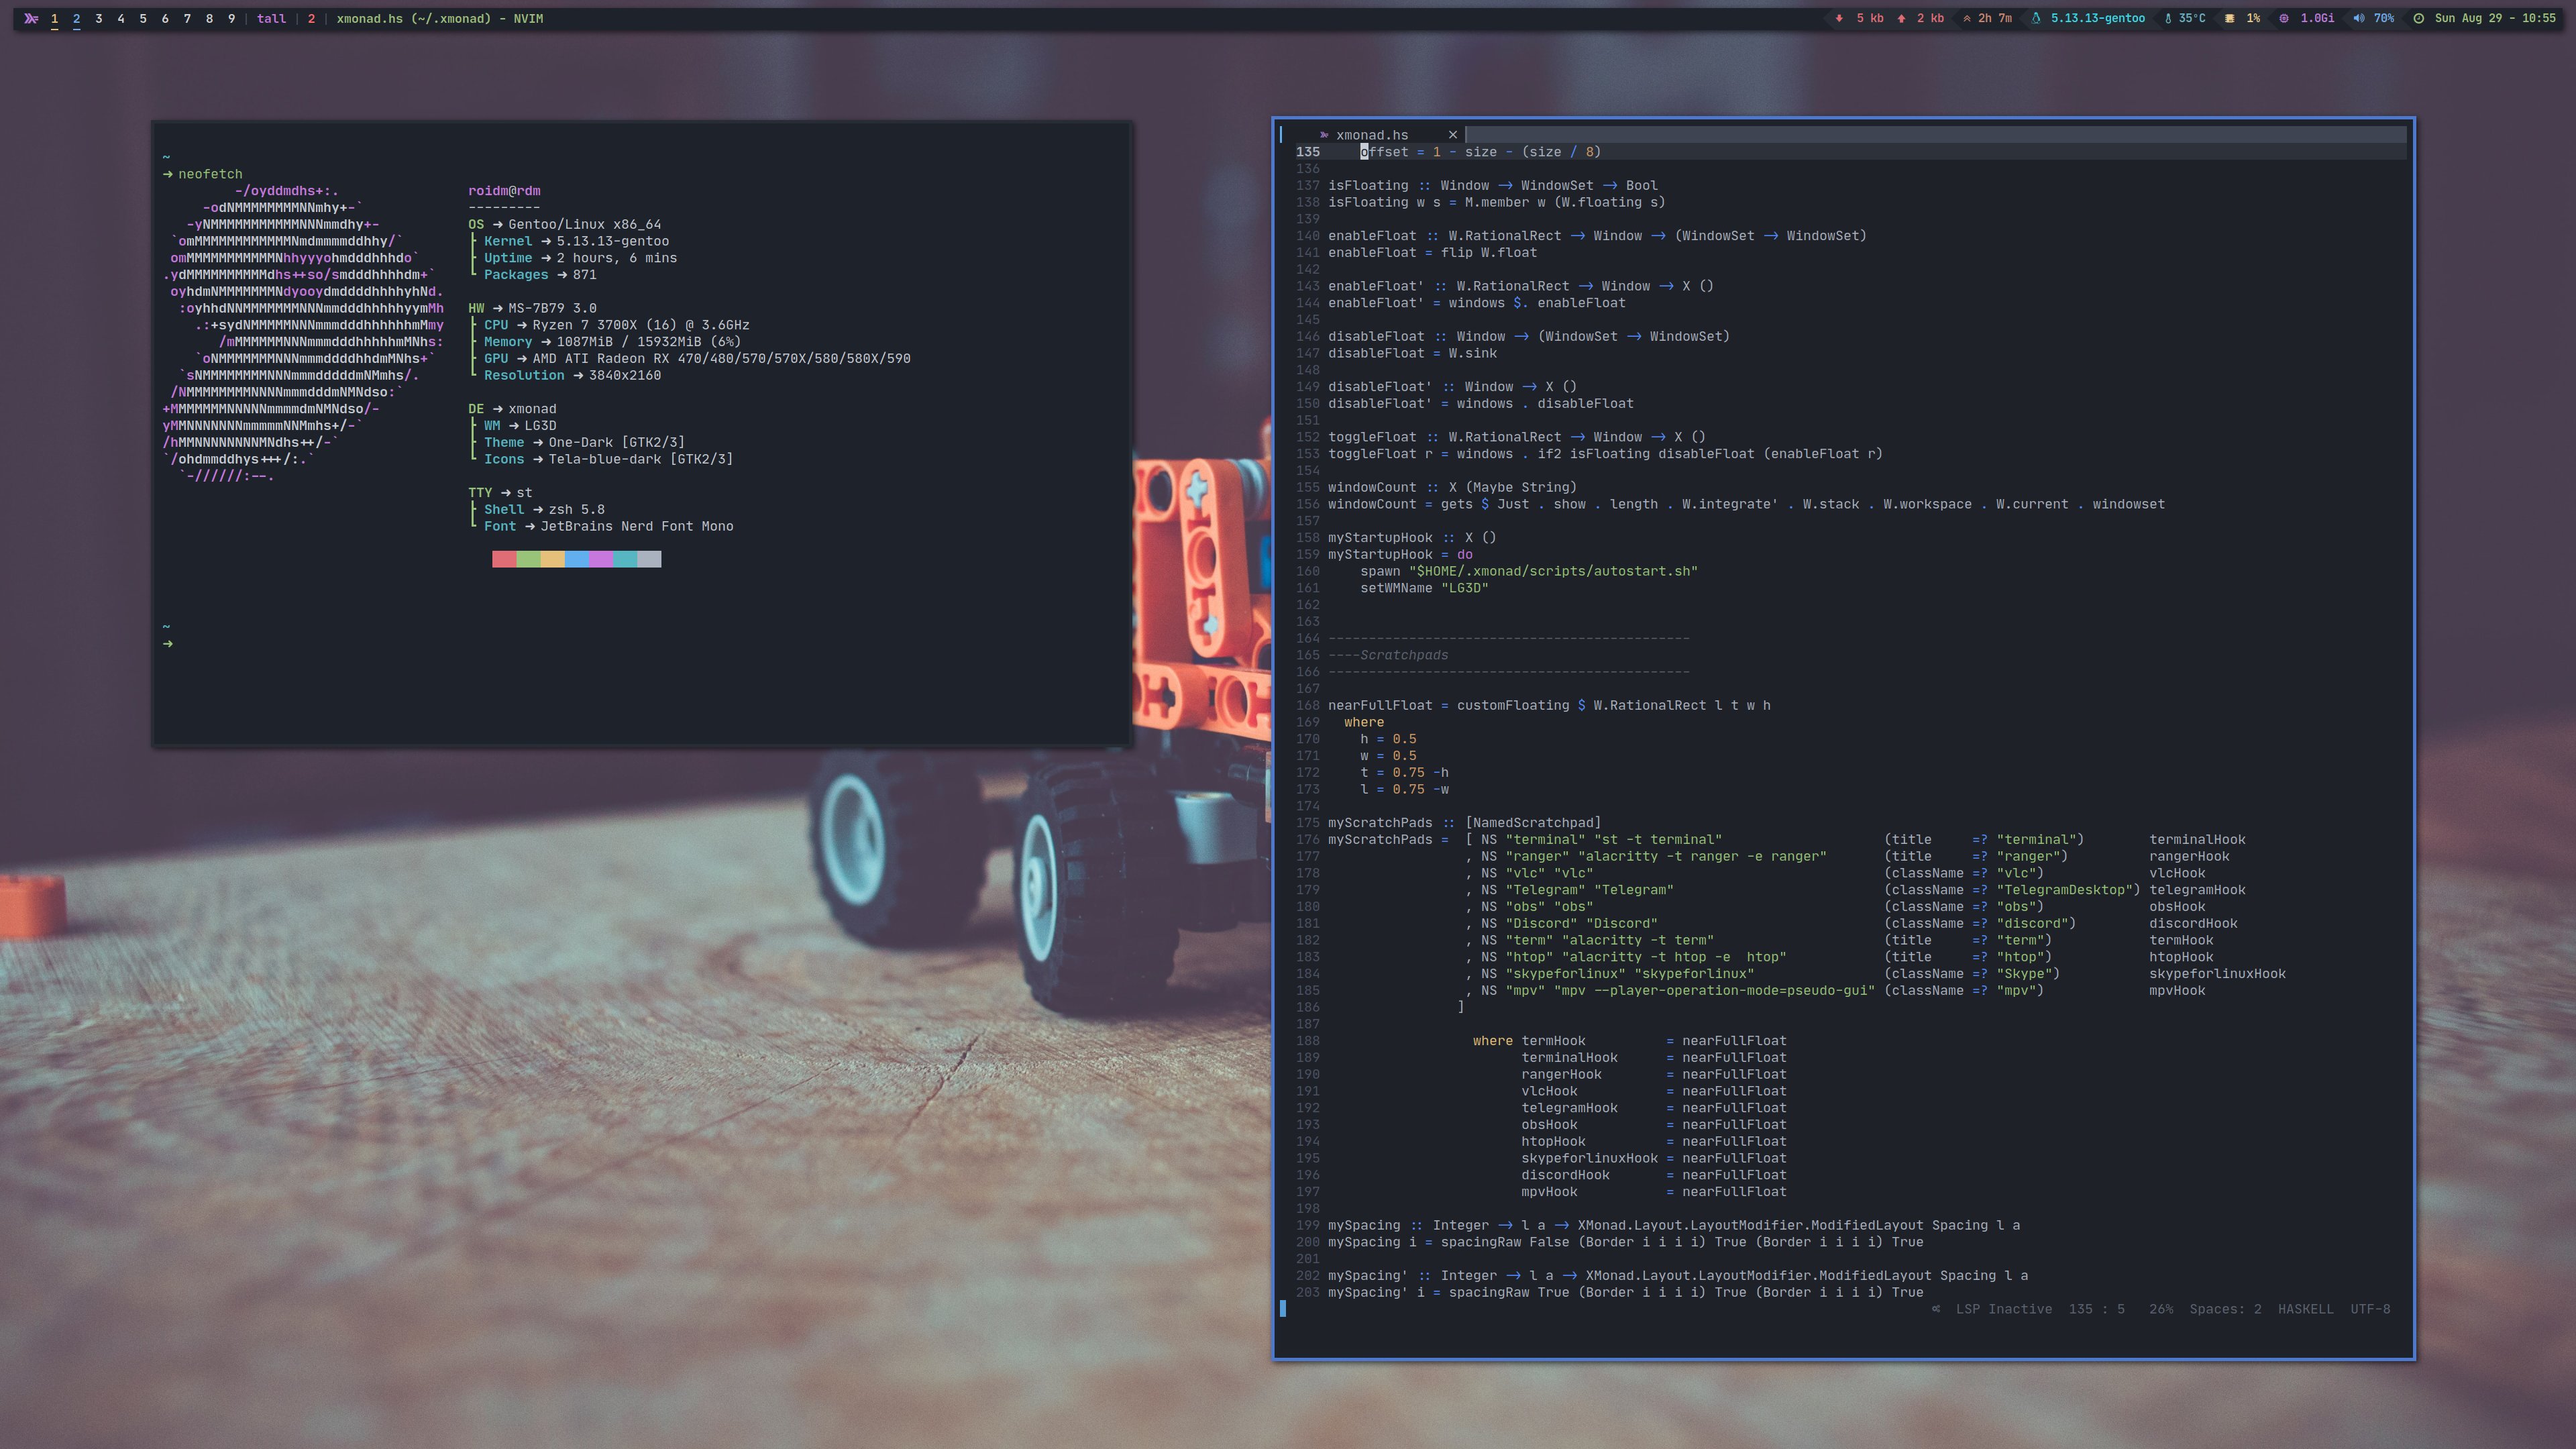 1 2 3 4 5 6 7 8 9 | tall | 2 | xmonad.hs (~/.xmonad) - NVIM
5 kb 2 kb 2h 7m 5.13.13-gentoo 35°C 1% 1.0Gi 70% Sun Aug 29 - 10:55
~
➜ neofetch
-/oyddmdhs+:.
-odNMMMMMMMMNNmhy+-`
-yNMMMMMMMMMMMNNNmmdhy+-
`omMMMMMMMMMMMMNmdmmmmddhhy/`
omMMMMMMMMMMMNhhyyyohmdddhhhdo`
.ydMMMMMMMMMMdhs++so/smdddhhhhdm+`
oyhdmNMMMMMMMNdyooydmddddhhhhyhNd.
:oyhhdNNMMMMMMMNNNmmdddhhhhhyymMh
.:+sydNMMMMMNNNmmmdddhhhhhhmMmy
/mMMMMMMNNNmmmdddhhhhhmMNhs:
`oNMMMMMMMNNNmmmddddhhdmMNhs+`
`sNMMMMMMMMNNNmmmdddddmNMmhs/.
/NMMMMMMMMNNNNmmmdddmNMNdso:`
+MMMMMMMNNNNNmmmmdmNMNdso/-
yMMNNNNNNNmmmmmNNMmhs+/-`
/hMMNNNNNNNNMNdhs++/-`
`/ohdmmddhys+++/:.`
`-//////:--.
roidm@rdm
---------
OS ➜ Gentoo/Linux x86_64
Kernel ➜ 5.13.13-gentoo
Uptime ➜ 2 hours, 6 mins
Packages ➜ 871
HW ➜ MS-7B79 3.0
CPU ➜ Ryzen 7 3700X (16) @ 3.6GHz
Memory ➜ 1087MiB / 15932MiB (6%)
GPU ➜ AMD ATI Radeon RX 470/480/570/570X/580/580X/590
Resolution ➜ 3840x2160
DE ➜ xmonad
WM ➜ LG3D
Theme ➜ One-Dark [GTK2/3]
Icons ➜ Tela-blue-dark [GTK2/3]
TTY ➜ st
Shell ➜ zsh 5.8
Font ➜ JetBrains Nerd Font Mono
~
➜
xmonad.hs ×
135 offset = 1 - size - (size / 8)
136
137 isFloating :: Window -> WindowSet -> Bool
138 isFloating w s = M.member w (W.floating s)
139
140 enableFloat :: W.RationalRect -> Window -> (WindowSet -> WindowSet)
141 enableFloat = flip W.float
142
143 enableFloat' :: W.RationalRect -> Window -> X ()
144 enableFloat' = windows $. enableFloat
145
146 disableFloat :: Window -> (WindowSet -> WindowSet)
147 disableFloat = W.sink
148
149 disableFloat' :: Window -> X ()
150 disableFloat' = windows . disableFloat
151
152 toggleFloat :: W.RationalRect -> Window -> X ()
153 toggleFloat r = windows . if2 isFloating disableFloat (enableFloat r)
154
155 windowCount :: X (Maybe String)
156 windowCount = gets $ Just . show . length . W.integrate' . W.stack . W.workspace . W.current . windowset
157
158 myStartupHook :: X ()
159 myStartupHook = do
160 spawn "$HOME/.xmonad/scripts/autostart.sh"
161 setWMName "LG3D"
162
163
164 ---------------------------------------------
165 ----Scratchpads
166 ---------------------------------------------
167
168 nearFullFloat = customFloating $ W.RationalRect l t w h
169 where
170 h = 0.5
171 w = 0.5
172 t = 0.75 -h
173 l = 0.75 -w
174
175 myScratchPads :: [NamedScratchpad]
176 myScratchPads = [ NS "terminal" "st -t terminal" (title =? "terminal") terminalHook
177 , NS "ranger" "alacritty -t ranger -e ranger" (title =? "ranger") rangerHook
178 , NS "vlc" "vlc" (className =? "vlc") vlcHook
179 , NS "Telegram" "Telegram" (className =? "TelegramDesktop") telegramHook
180 , NS "obs" "obs" (className =? "obs") obsHook
181 , NS "Discord" "Discord" (className =? "discord") discordHook
182 , NS "term" "alacritty -t term" (title =? "term") termHook
183 , NS "htop" "alacritty -t htop -e  htop" (title =? "htop") htopHook
184 , NS "skypeforlinux" "skypeforlinux" (className =? "Skype") skypeforlinuxHook
185 , NS "mpv" "mpv --player-operation-mode=pseudo-gui" (className =? "mpv") mpvHook
186 ]
187
188 where termHook = nearFullFloat
189 terminalHook = nearFullFloat
190 rangerHook = nearFullFloat
191 vlcHook = nearFullFloat
192 telegramHook = nearFullFloat
193 obsHook = nearFullFloat
194 htopHook = nearFullFloat
195 skypeforlinuxHook = nearFullFloat
196 discordHook = nearFullFloat
197 mpvHook = nearFullFloat
198
199 mySpacing :: Integer -> l a -> XMonad.Layout.LayoutModifier.ModifiedLayout Spacing l a
200 mySpacing i = spacingRaw False (Border i i i i) True (Border i i i i) True
201
202 mySpacing' :: Integer -> l a -> XMonad.Layout.LayoutModifier.ModifiedLayout Spacing l a
203 mySpacing' i = spacingRaw True (Border i i i i) True (Border i i i i) True
LSP Inactive 135 : 5 26% Spaces: 2 HASKELL UTF-8